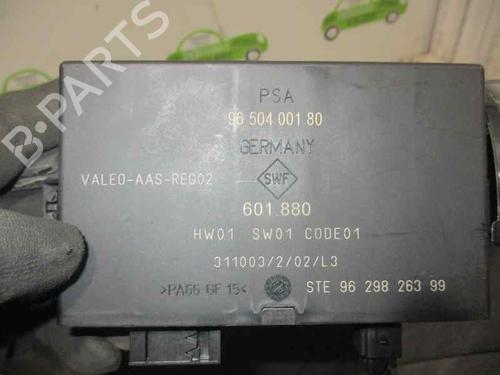 PSA
96 504 001 80
GERMANY
VALEO-AAS-REG02
SWF
601.880
HW01 SW01 CODE01
311003/2/02/L3
>PA66 GF 15<
STE 96 298 263 99
B-PARTS